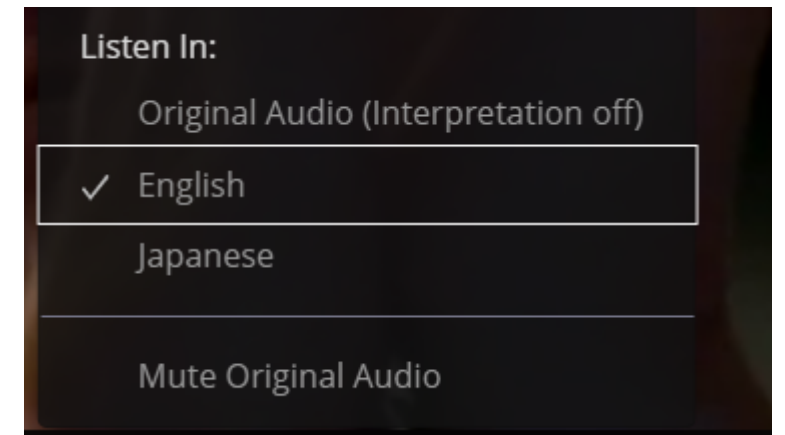 Listen In:
Original Audio (Interpretation off)
English
Japanese
Mute Original Audio